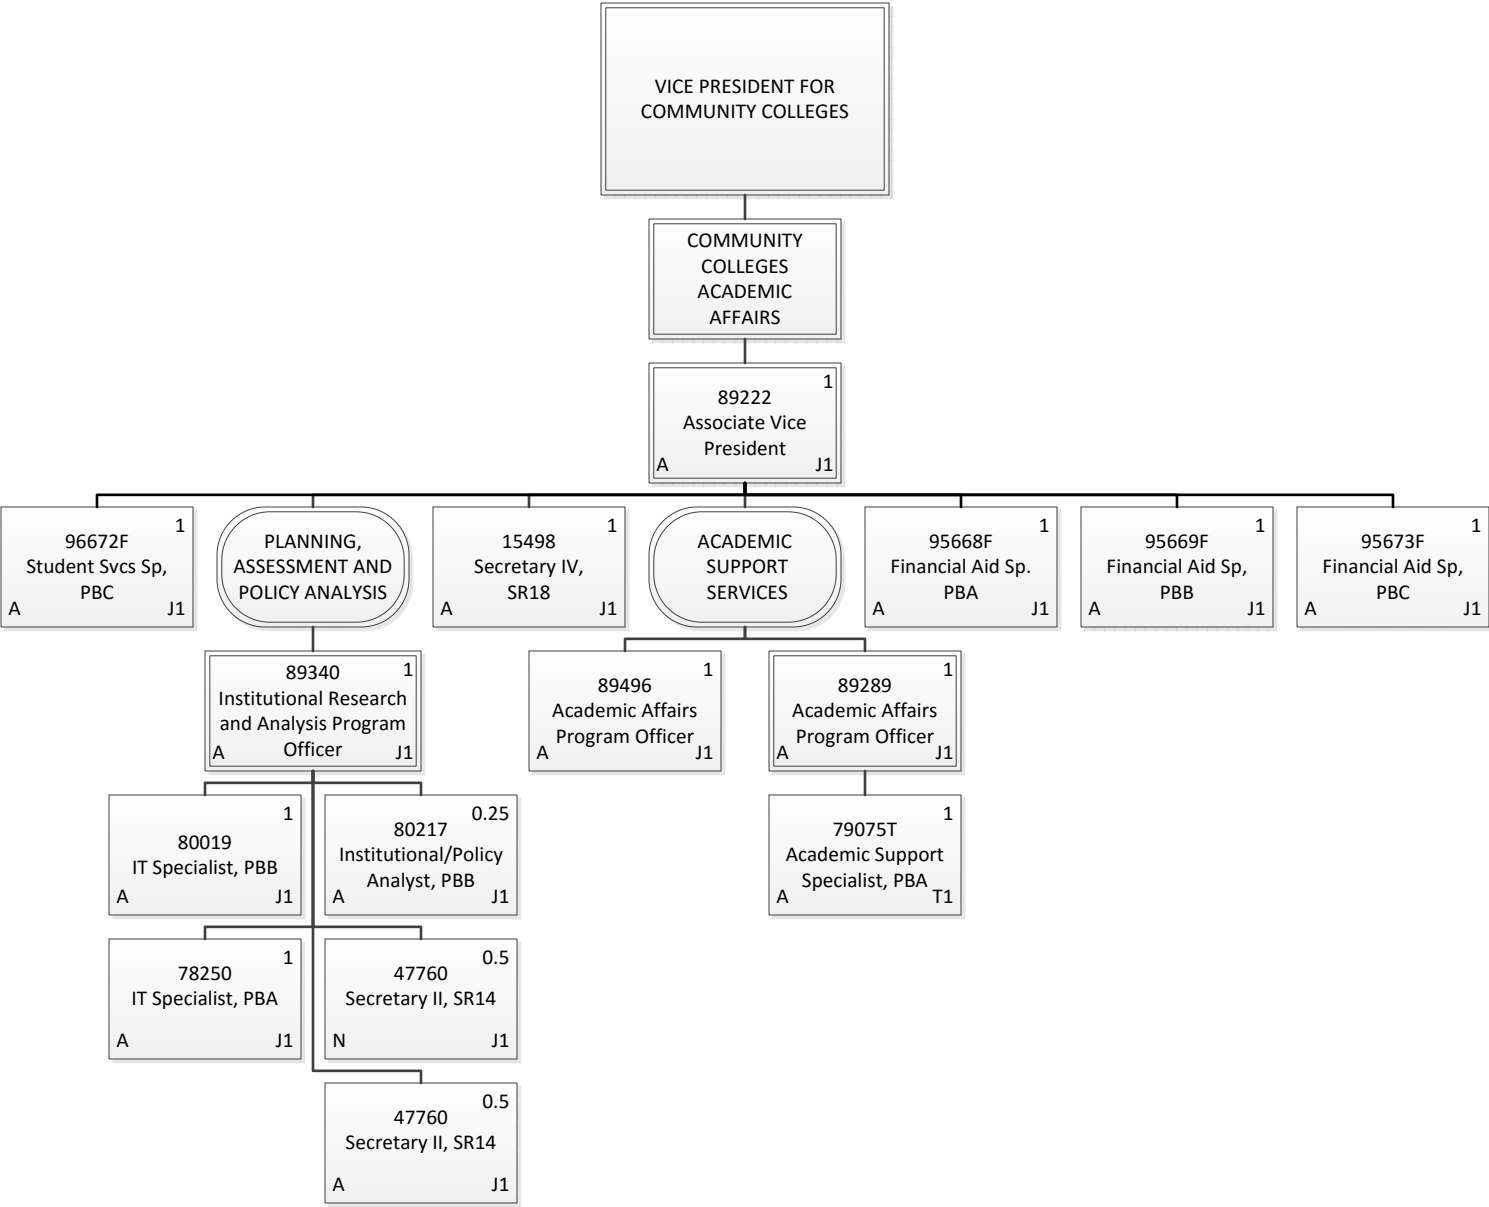 VICE PRESIDENT FOR
COMMUNITY COLLEGES
COMMUNITY
COLLEGES
ACADEMIC
AFFAIRS
1
89222
Associate Vice
President
A J1
1
96672F
Student Svcs Sp,
PBC
A J1
PLANNING,
ASSESSMENT AND
POLICY ANALYSIS
1
15498
Secretary IV,
SR18
A J1
ACADEMIC
SUPPORT
SERVICES
1
95668F
Financial Aid Sp.
PBA
A J1
1
95669F
Financial Aid Sp,
PBB
A J1
1
95673F
Financial Aid Sp,
PBC
A J1
89340 1
Institutional Research
and Analysis Program
Officer
A J1
1
89496
Academic Affairs
Program Officer
A J1
1
89289
Academic Affairs
Program Officer
A J1
1
80019
IT Specialist, PBB
A J1
0.25
80217
Institutional/Policy
Analyst, PBB
A J1
1
79075T
Academic Support
Specialist, PBA
A T1
1
78250
IT Specialist, PBA
A J1
0.5
47760
Secretary II, SR14
N J1
0.5
47760
Secretary II, SR14
A J1